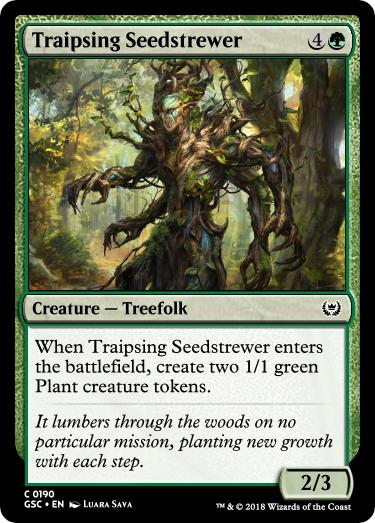 Traipsing Seedstrewer 4
Creature — Treefolk
When Traipsing Seedstrewer enters
the battlefield, create two 1/1 green
Plant creature tokens.
It lumbers through the woods on no
particular mission, planting new growth
with each step.
2/3
C 0190
GSC • EN Luara Sava
™ & © 2018 Wizards of the Coast